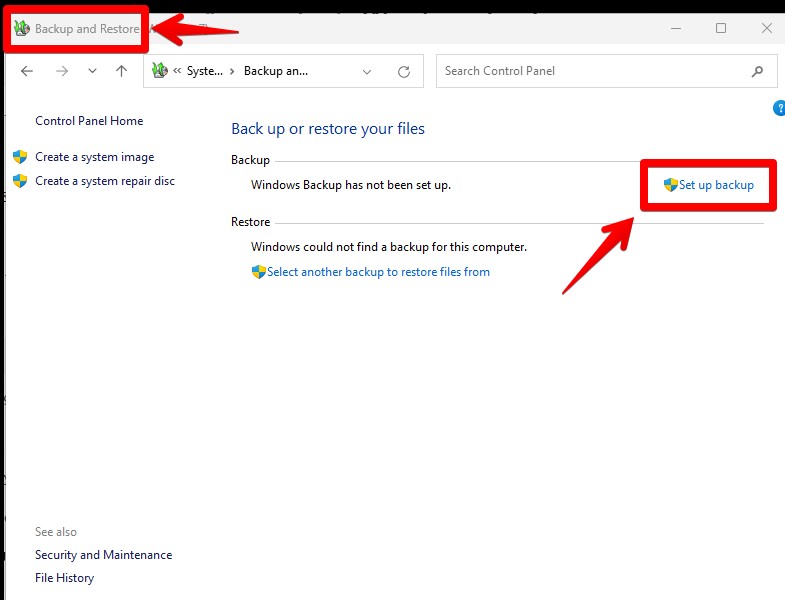 Backup and Restore
« Syste... › Backup an...
Search Control Panel
?
Control Panel Home
Create a system image
Create a system repair disc
Back up or restore your files
Backup
Windows Backup has not been set up.
Set up backup
Restore
Windows could not find a backup for this computer.
Select another backup to restore files from
See also
Security and Maintenance
File History